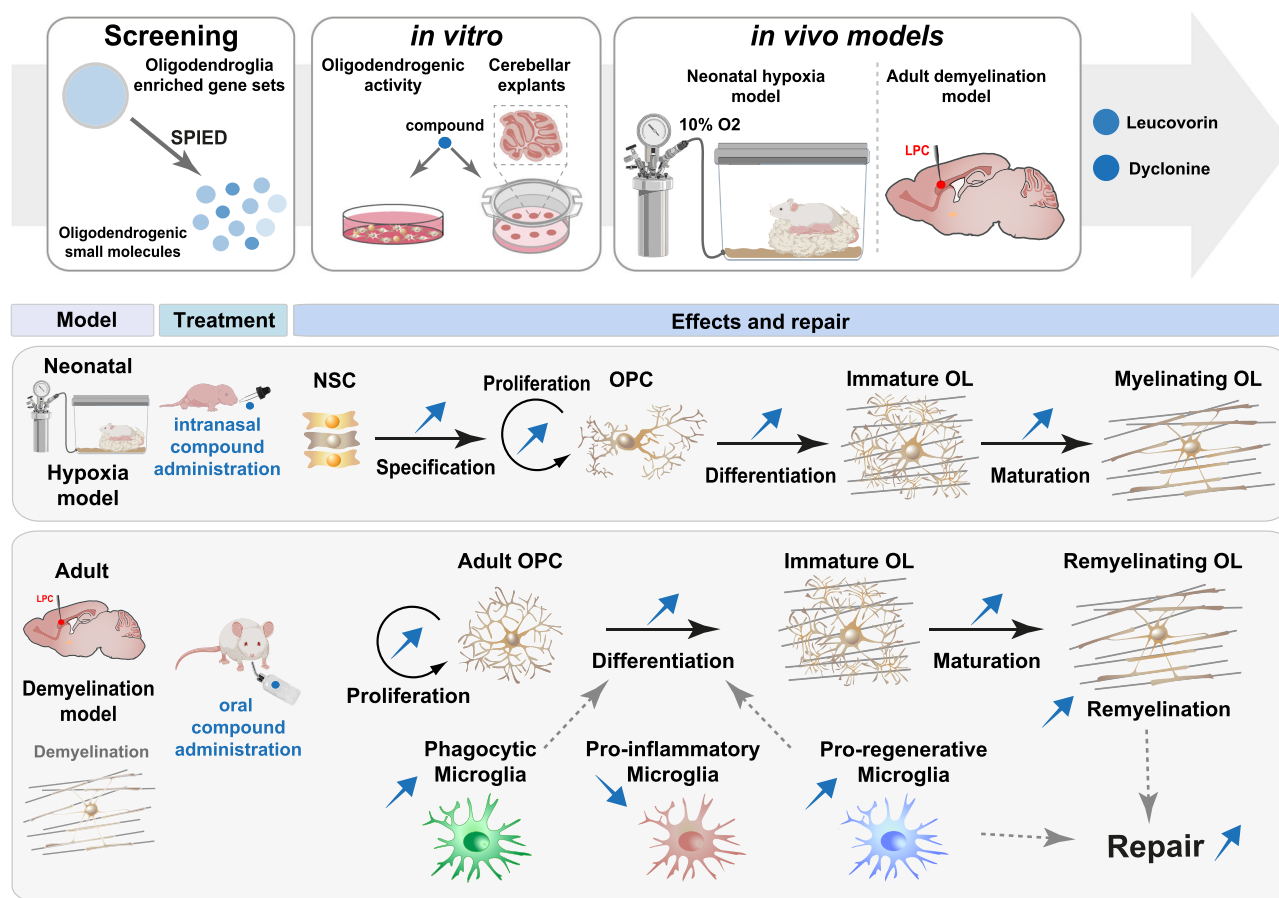 Screening
Oligodendroglia
enriched gene sets
SPIED
Oligodendrogenic
small molecules
in vitro
Oligodendrogenic
activity
Cerebellar
explants
compound
in vivo models
Neonatal hypoxia
model
10% O2
Adult demyelination
model
LPC
Leucovorin
Dyclonine
Model
Treatment
Effects and repair
Neonatal
Hypoxia
model
intranasal
compound
administration
NSC
Specification
Proliferation
OPC
Differentiation
Immature OL
Maturation
Myelinating OL
Adult
LPC
Demyelination
model
Demyelination
oral
compound
administration
Proliferation
Adult OPC
Differentiation
Immature OL
Maturation
Remyelinating OL
Remyelination
Phagocytic
Microglia
Pro-inflammatory
Microglia
Pro-regenerative
Microglia
Repair